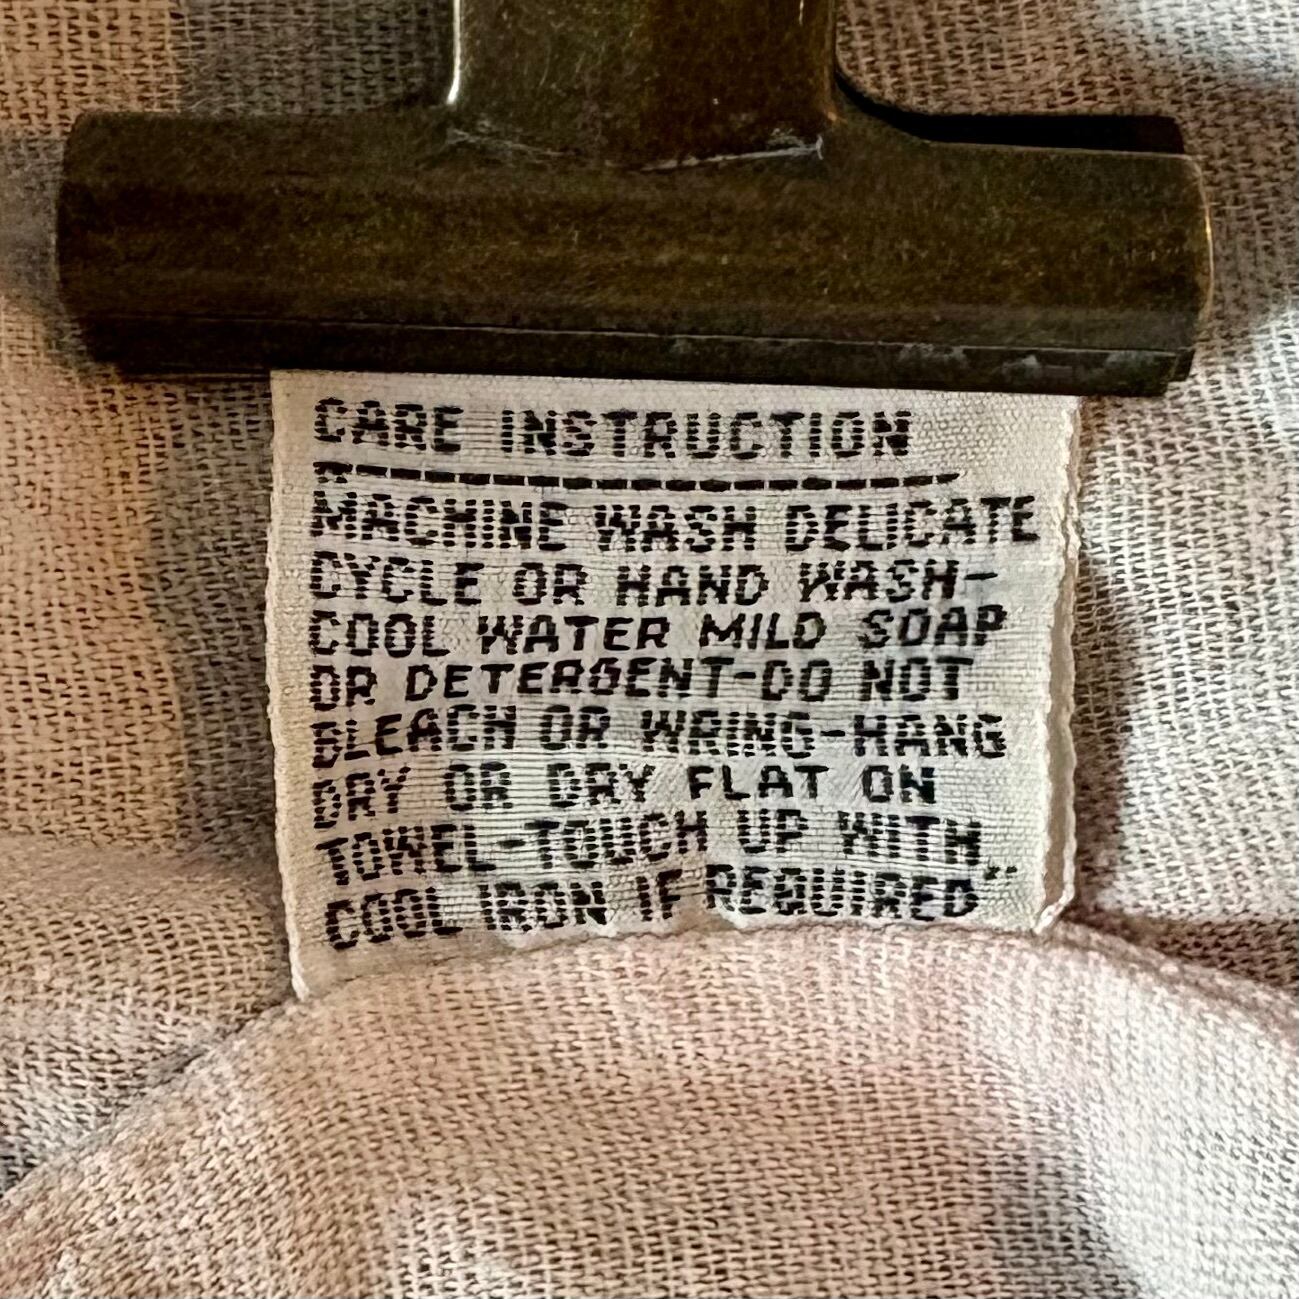 CARE INSTRUCTION
--------------------
MACHINE WASH DELICATE
CYCLE OR HAND WASH-
COOL WATER MILD SOAP
OR DETERGENT-DO NOT
BLEACH OR WRING-HANG
DRY OR DRY FLAT ON
TOWEL-TOUCH UP WITH
COOL IRON IF REQUIRED"